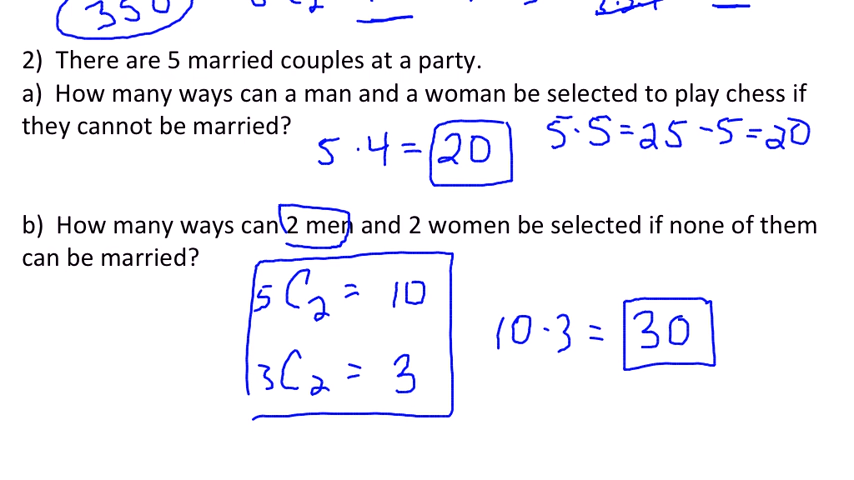 350
2) There are 5 married couples at a party.
a) How many ways can a man and a woman be selected to play chess if
they cannot be married?
5 · 4 = 20
5 · 5 = 25 - 5 = 20
b) How many ways can 2 men and 2 women be selected if none of them
can be married?
5C2 = 10
10 · 3 = 30
3C2 = 3